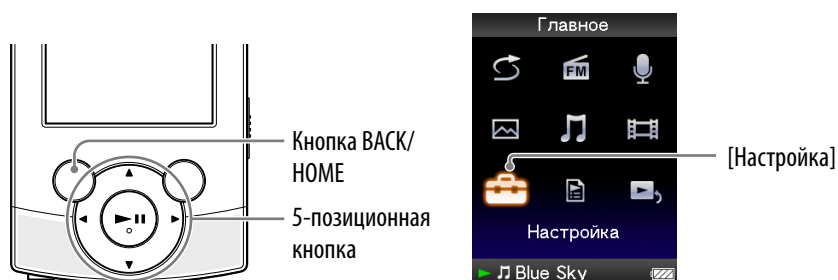 Кнопка BACK/
HOME
5-позиционная
кнопка
Главное
FM
Настройка
Blue Sky
[Настройка]